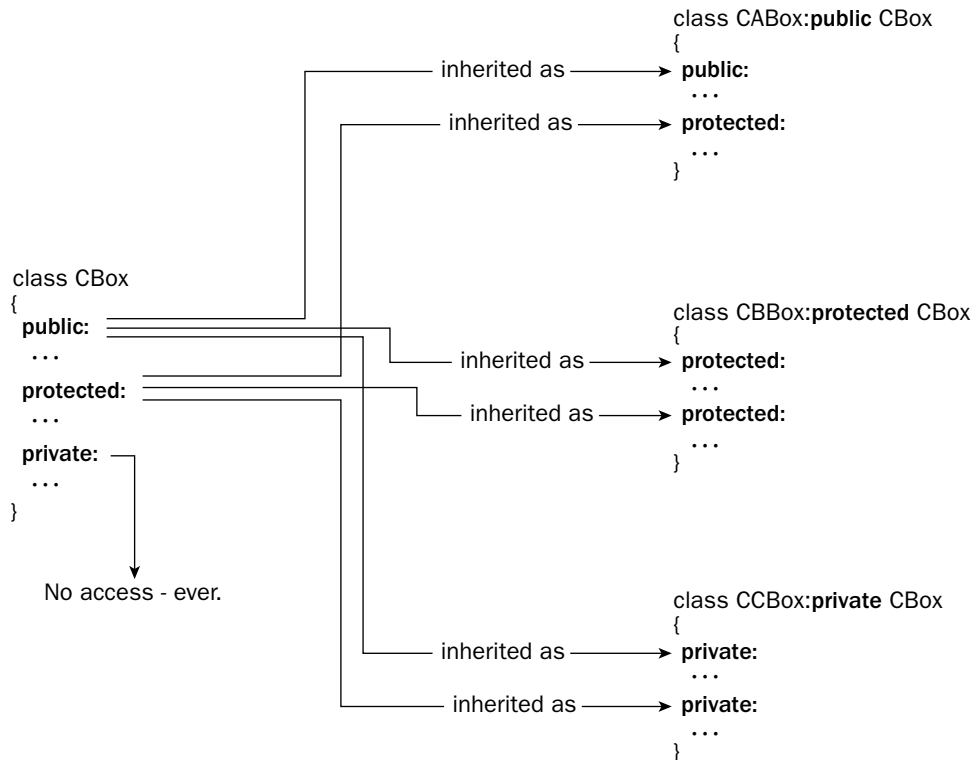 class CABox:public CBox
{
inherited as
public:
...
inherited as
protected:
...
}
class CBox
{
public:
...
protected:
...
private:
...
}
No access - ever.
class CBBox:protected CBox
{
inherited as
protected:
...
inherited as
protected:
...
}
class CCBox:private CBox
{
inherited as
private:
...
inherited as
private:
...
}